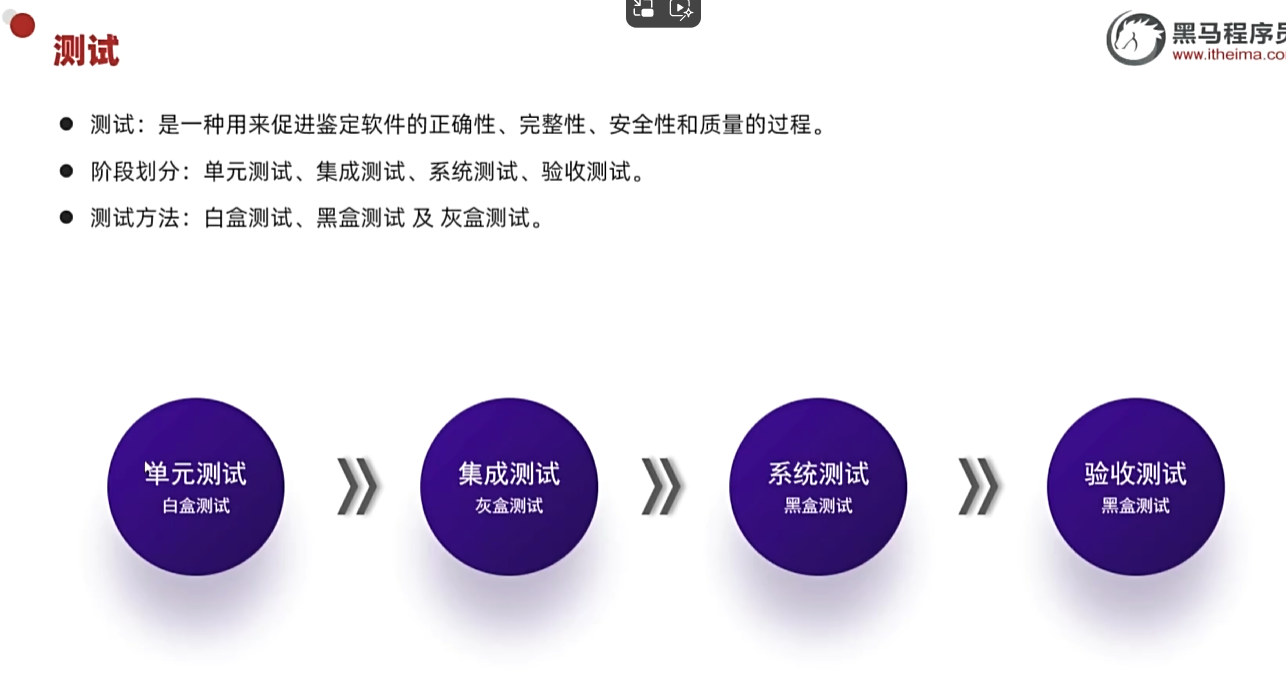 测试
黑马程序员
www.itheima.co
测试：是一种用来促进鉴定软件的正确性、完整性、安全性和质量的过程。
阶段划分：单元测试、集成测试、系统测试、验收测试。
测试方法：白盒测试、黑盒测试 及 灰盒测试。
单元测试
白盒测试
集成测试
灰盒测试
系统测试
黑盒测试
验收测试
黑盒测试